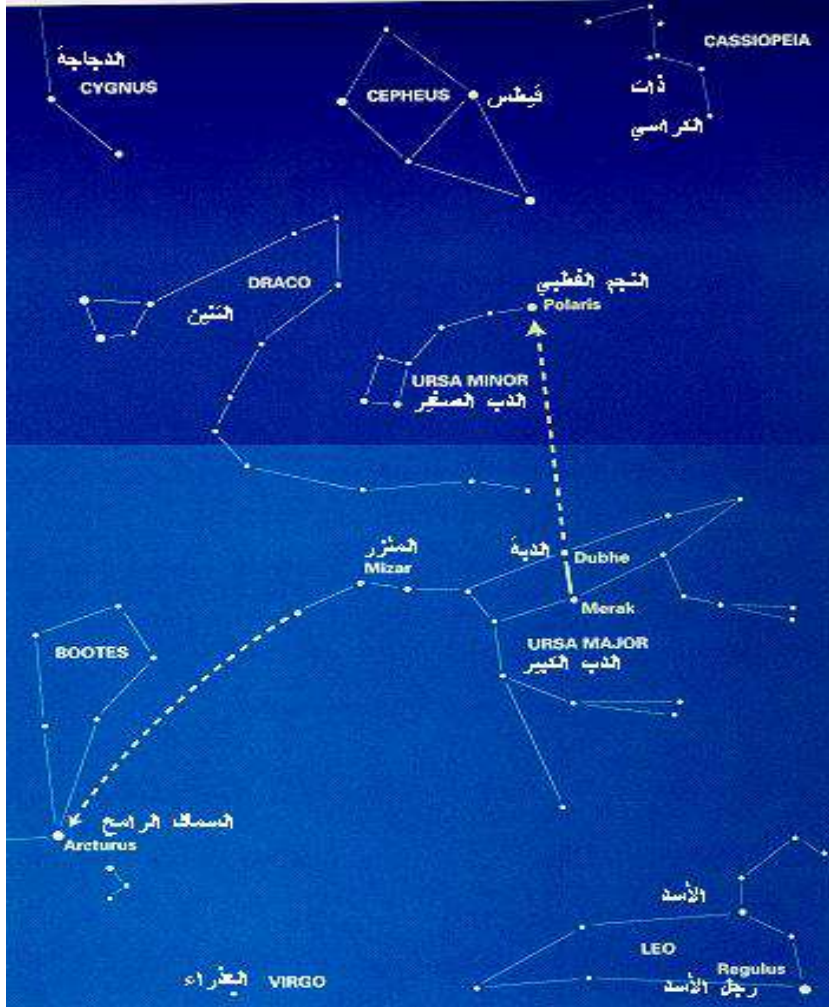 CASSIOPEIA
ذات
الكراسي
الدجاجة
CYGNUS
CEPHEUS
قيطس
النجم القطبي
Polaris
DRACO
التنين
URSA MINOR
الدب الصغير
المئزر
Mizar
الدبة
Dubhe
Merak
URSA MAJOR
الدب الكبير
BOOTES
السماك الرامح
Arcturus
الأسد
LEO
Regulus
رجل الأسد
العذراء VIRGO